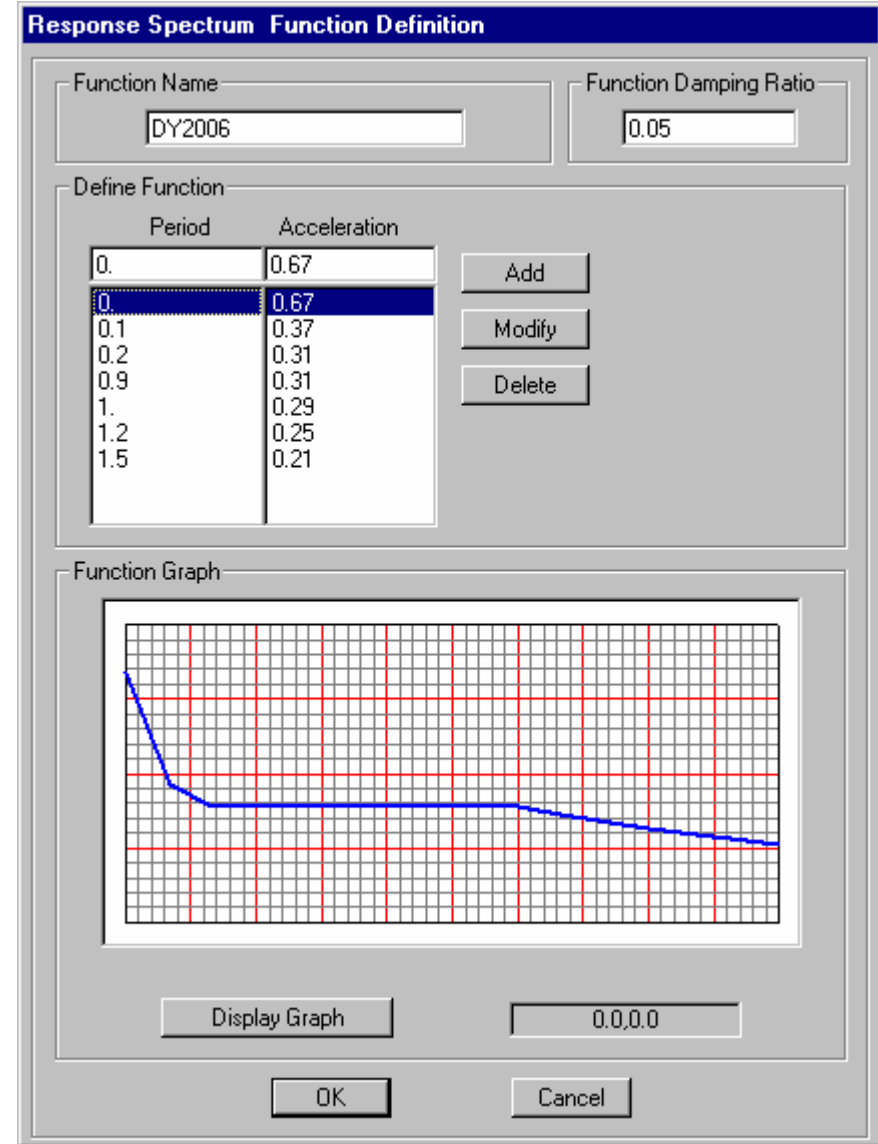 Response Spectrum Function Definition
Function Name
Function Damping Ratio
DY2006
0.05
Define Function
Period Acceleration
0. 0.67
Add
0. 0.67
0.1 0.37
Modify
0.2 0.31
0.9 0.31
Delete
1. 0.29
1.2 0.25
1.5 0.21
Function Graph
Display Graph
0.0,0.0
OK
Cancel